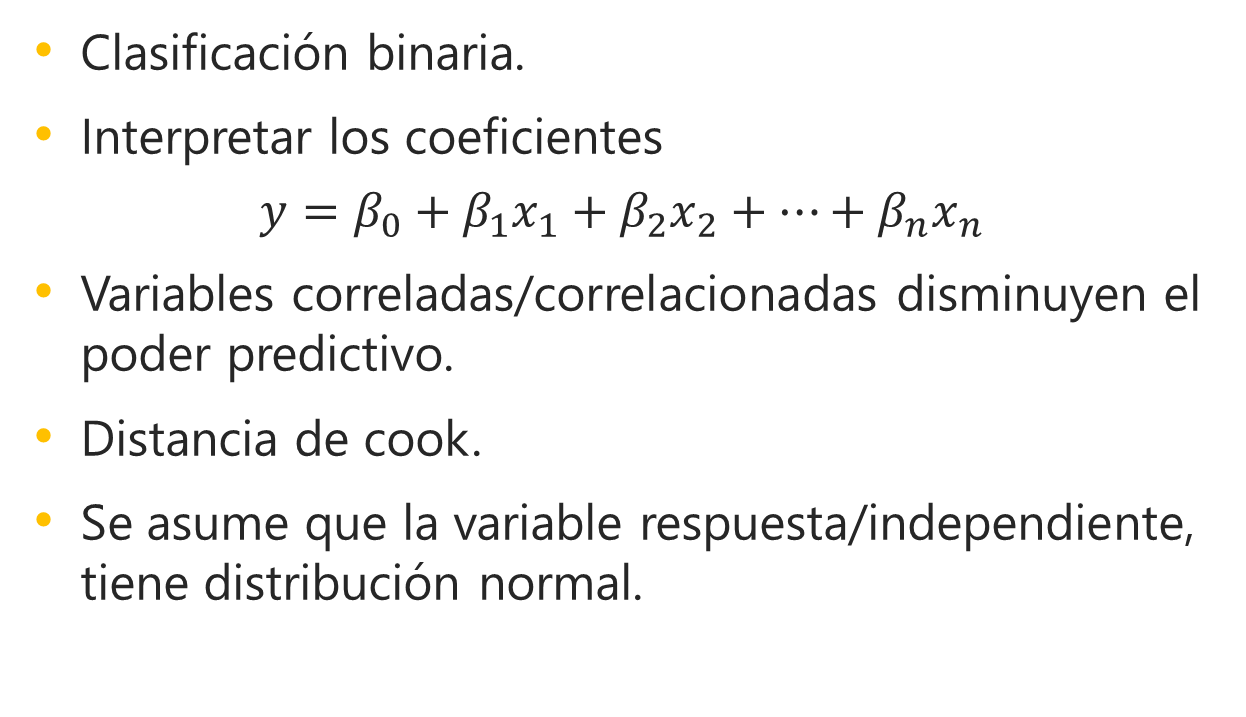 • Clasificación binaria.
• Interpretar los coeficientes
𝑦 = 𝛽₀ + 𝛽₁𝑥₁ + 𝛽₂𝑥₂ + ⋯ + 𝛽ₙ𝑥ₙ
• Variables correladas/correlacionadas disminuyen el
poder predictivo.
• Distancia de cook.
• Se asume que la variable respuesta/independiente,
tiene distribución normal.